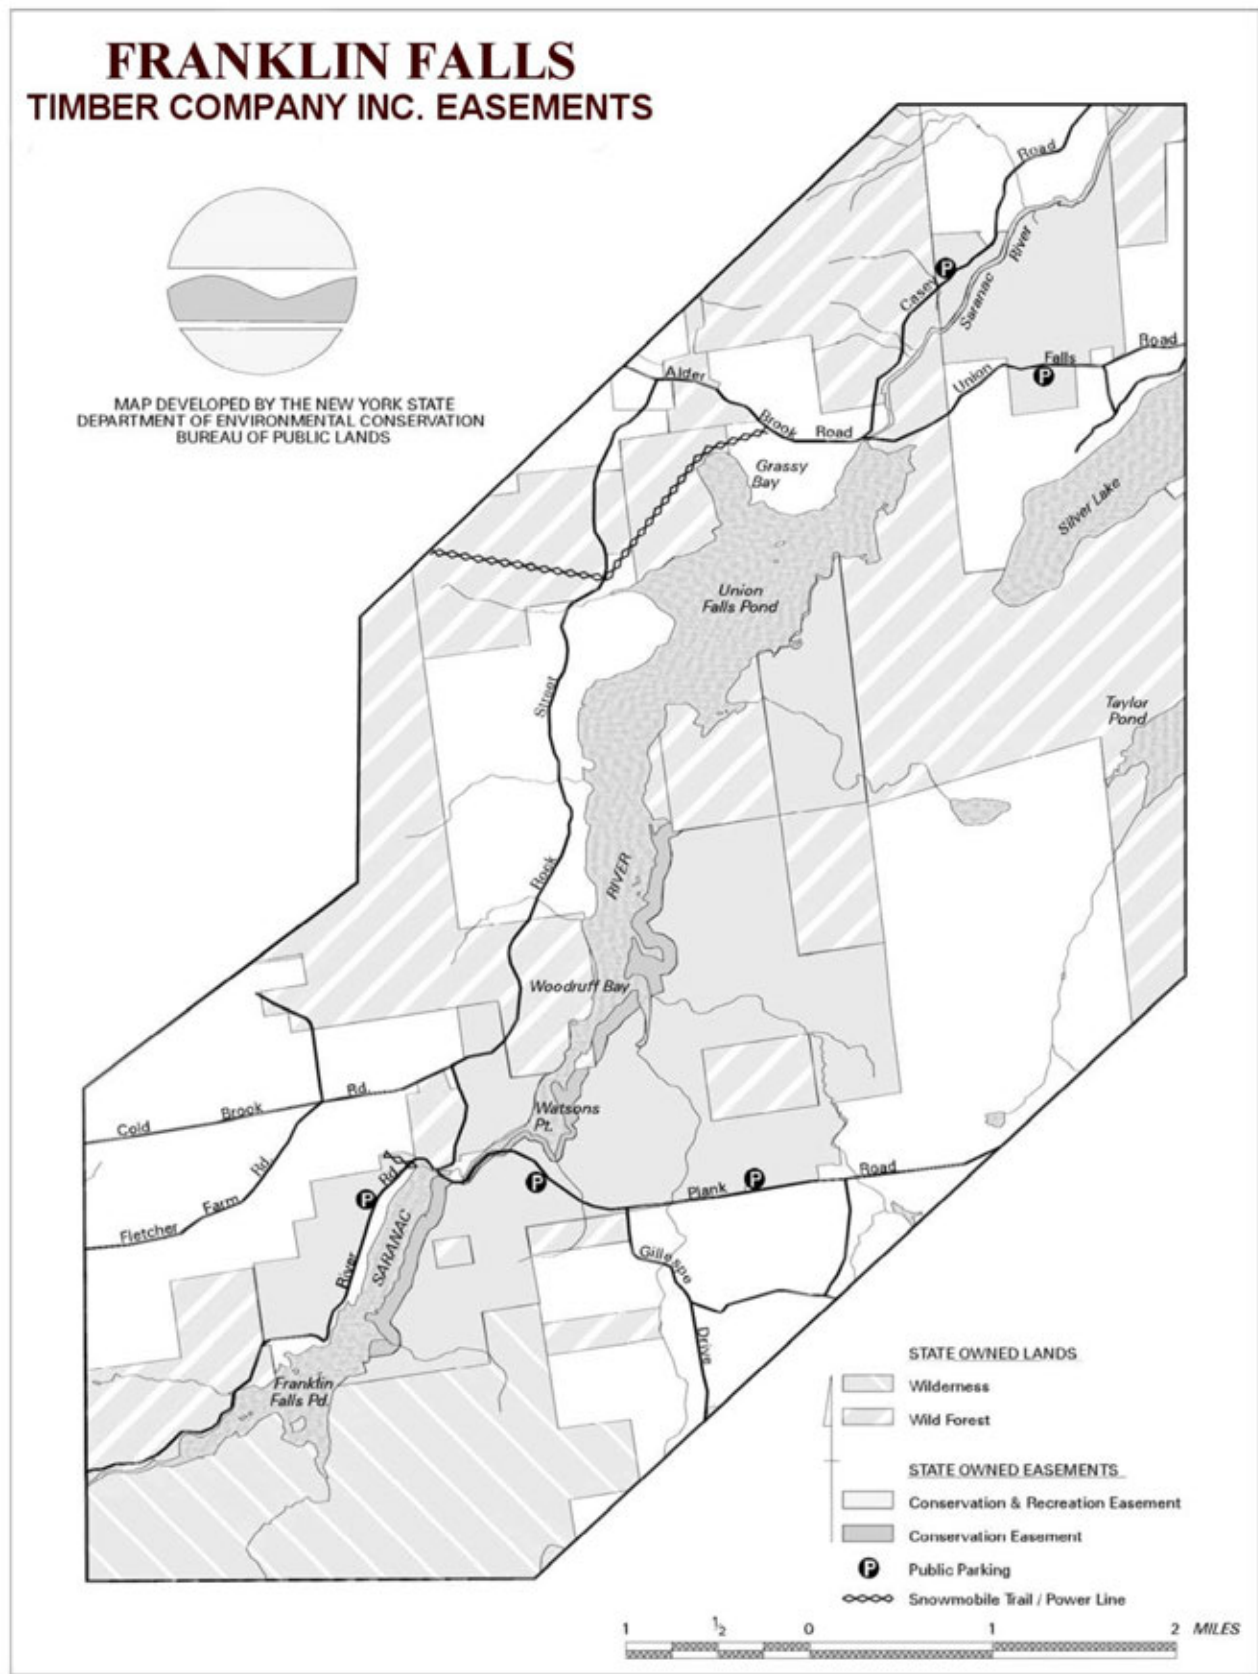 FRANKLIN FALLS
TIMBER COMPANY INC. EASEMENTS
MAP DEVELOPED BY THE NEW YORK STATE
DEPARTMENT OF ENVIRONMENTAL CONSERVATION
BUREAU OF PUBLIC LANDS
Road
River
Saranac
P
Casey
Road
Falls
Union
P
Alder
Brook
Road
Grassy
Bay
Silver Lake
Union
Falls Pond
Street
Taylor
Pond
Rock
RIVER
Woodruff Bay
Rd.
Brook
Cold
Watsons
Pt.
Rd.
Farm
Fletcher
Rd.
P
P
P
Plank
Road
SARANAC
River
Gillespe
Drive
Franklin
Falls Pd.
STATE OWNED LANDS
Wilderness
Wild Forest
STATE OWNED EASEMENTS
Conservation & Recreation Easement
Conservation Easement
P Public Parking
Snowmobile Trail / Power Line
1 1/2 0 1 2 MILES